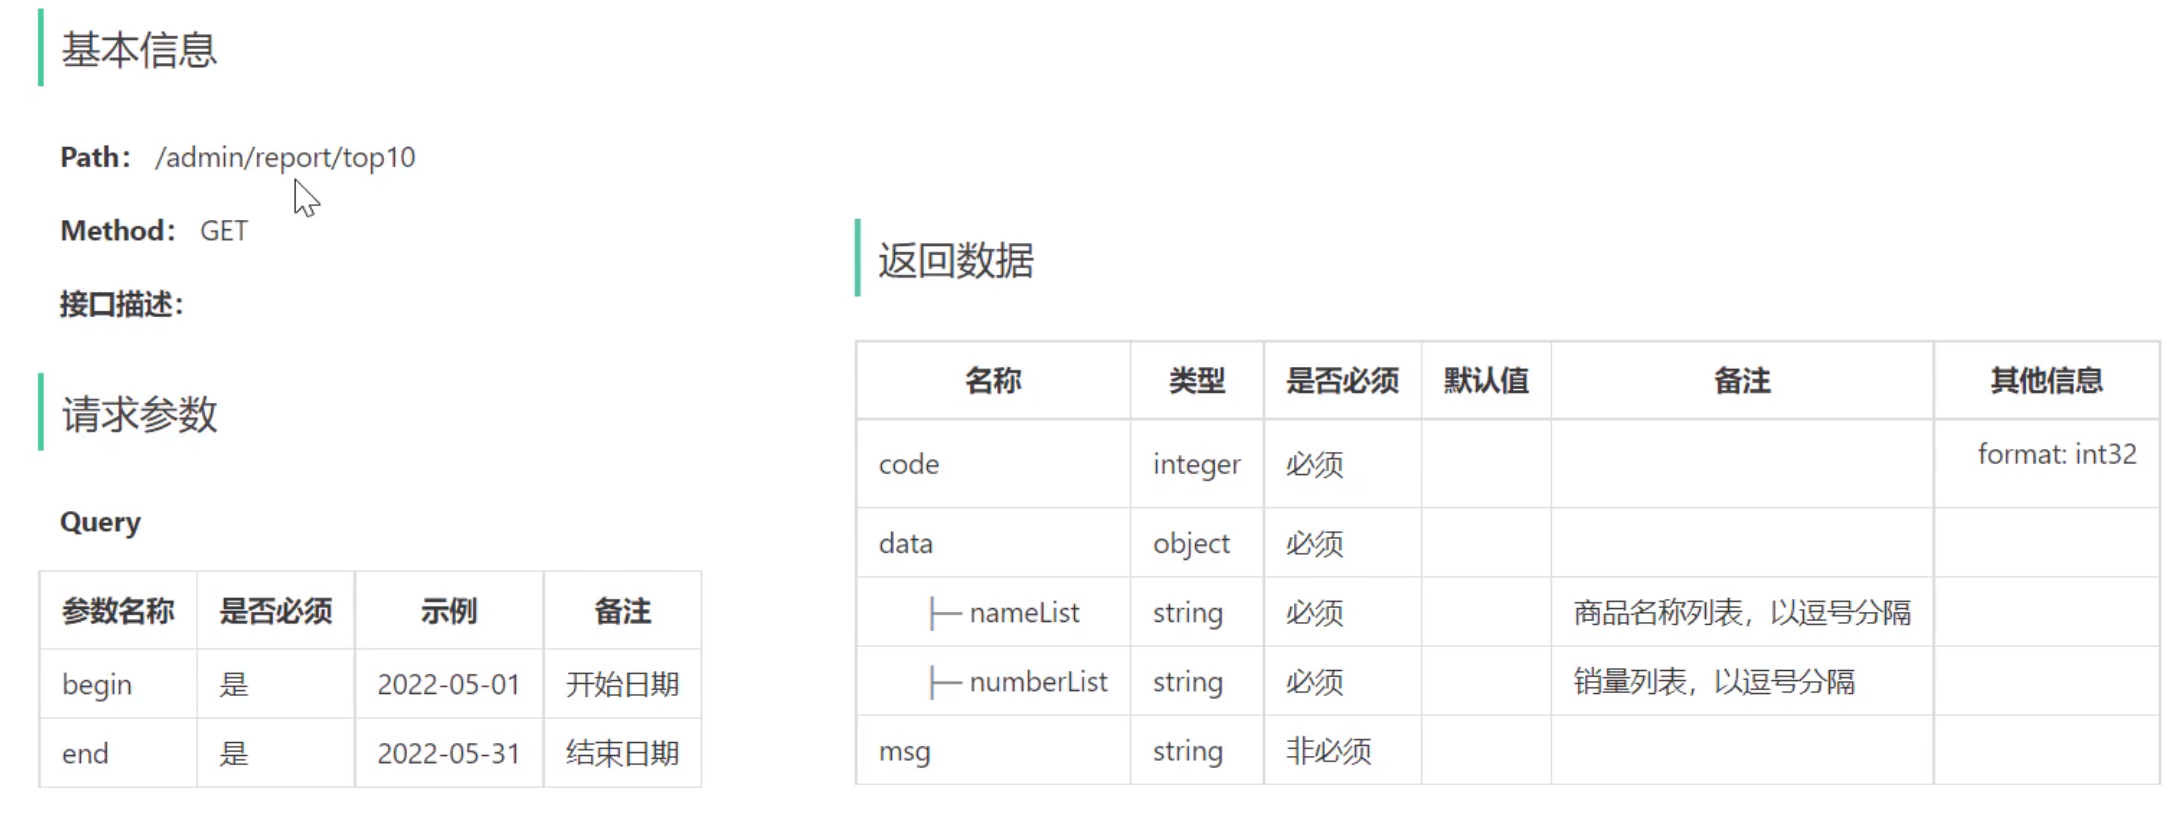 基本信息
Path： /admin/report/top10
Method： GET
接口描述：
请求参数
Query
参数名称 是否必须 示例 备注
begin 是 2022-05-01 开始日期
end 是 2022-05-31 结束日期
返回数据
名称 类型 是否必须 默认值 备注 其他信息
code integer 必须 format: int32
data object 必须
├─ nameList string 必须 商品名称列表，以逗号分隔
├─ numberList string 必须 销量列表，以逗号分隔
msg string 非必须